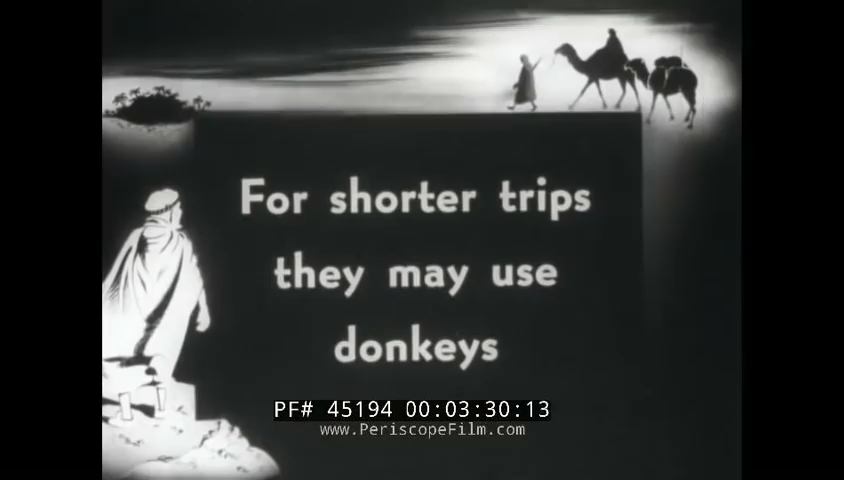 For shorter trips
they may use
donkeys
PF# 45194 00:03:30:13
www.PeriscopeFilm.com